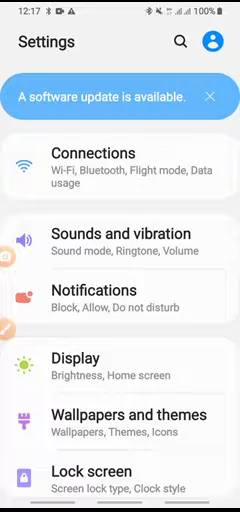 12:17 100%
Settings
A software update is available.
Connections
Wi-Fi, Bluetooth, Flight mode, Data
usage
Sounds and vibration
Sound mode, Ringtone, Volume
Notifications
Block, Allow, Do not disturb
Display
Brightness, Home screen
Wallpapers and themes
Wallpapers, Themes, Icons
Lock screen
Screen lock type, Clock style